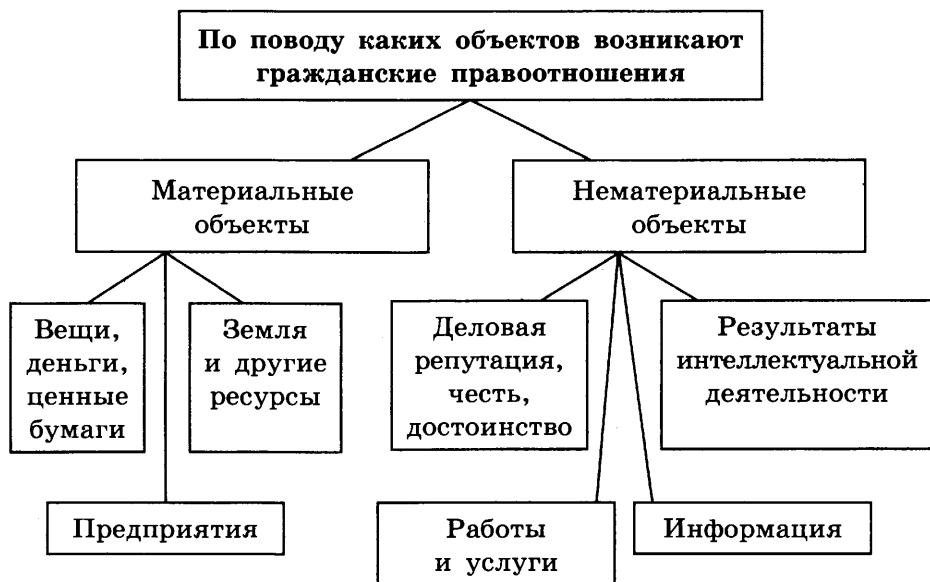 По поводу каких объектов возникают
гражданские правоотношения
Материальные
объекты
Нематериальные
объекты
Вещи,
деньги,
ценные
бумаги
Земля
и другие
ресурсы
Деловая
репутация,
честь,
достоинство
Результаты
интеллектуальной
деятельности
Предприятия
Работы
и услуги
Информация